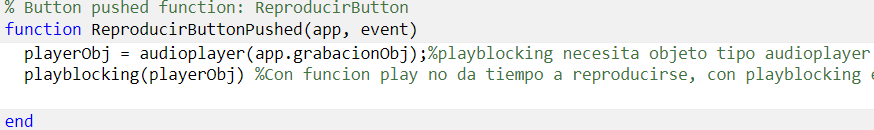 % Button pushed function: ReproducirButton
function ReproducirButtonPushed(app, event)
playerObj = audioplayer(app.grabacionObj);%playblocking necesita objeto tipo audioplayer
playblocking(playerObj) %Con funcion play no da tiempo a reproducirse, con playblocking e
end